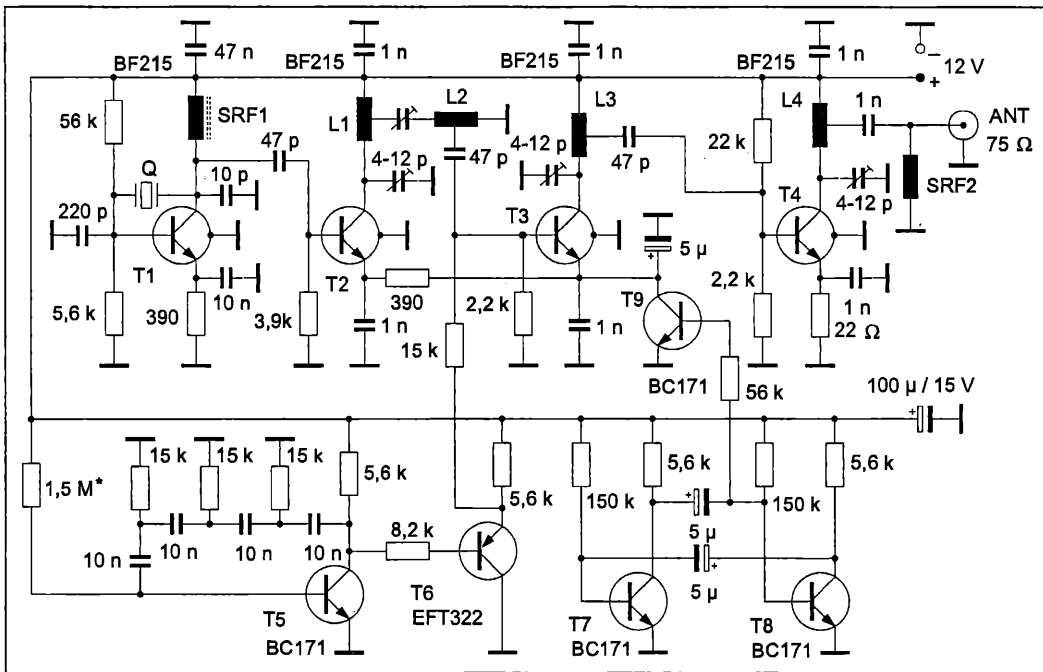 47 n
1 n
1 n
1 n
BF215
BF215
BF215
BF215
−
+
12 V
56 k
SRF1
L1
L2
L3
L4
1 n
ANT
75 Ω
47 p
Q
10 p
220 p
4-12 p
47 p
4-12 p
47 p
22 k
SRF2
4-12 p
T1
T2
T3
T4
+
5 µ
5,6 k
390
10 n
3,9k
390
1 n
15 k
2,2 k
1 n
T9
BC171
2,2 k
1 n
22 Ω
56 k
100 µ / 15 V
+
1,5 M*
15 k
15 k
15 k
5,6 k
5,6 k
150 k
5,6 k
150 k
5,6 k
10 n
10 n
10 n
10 n
8,2 k
+
5 µ
+
5 µ
T5
BC171
T6
EFT322
T7
BC171
T8
BC171